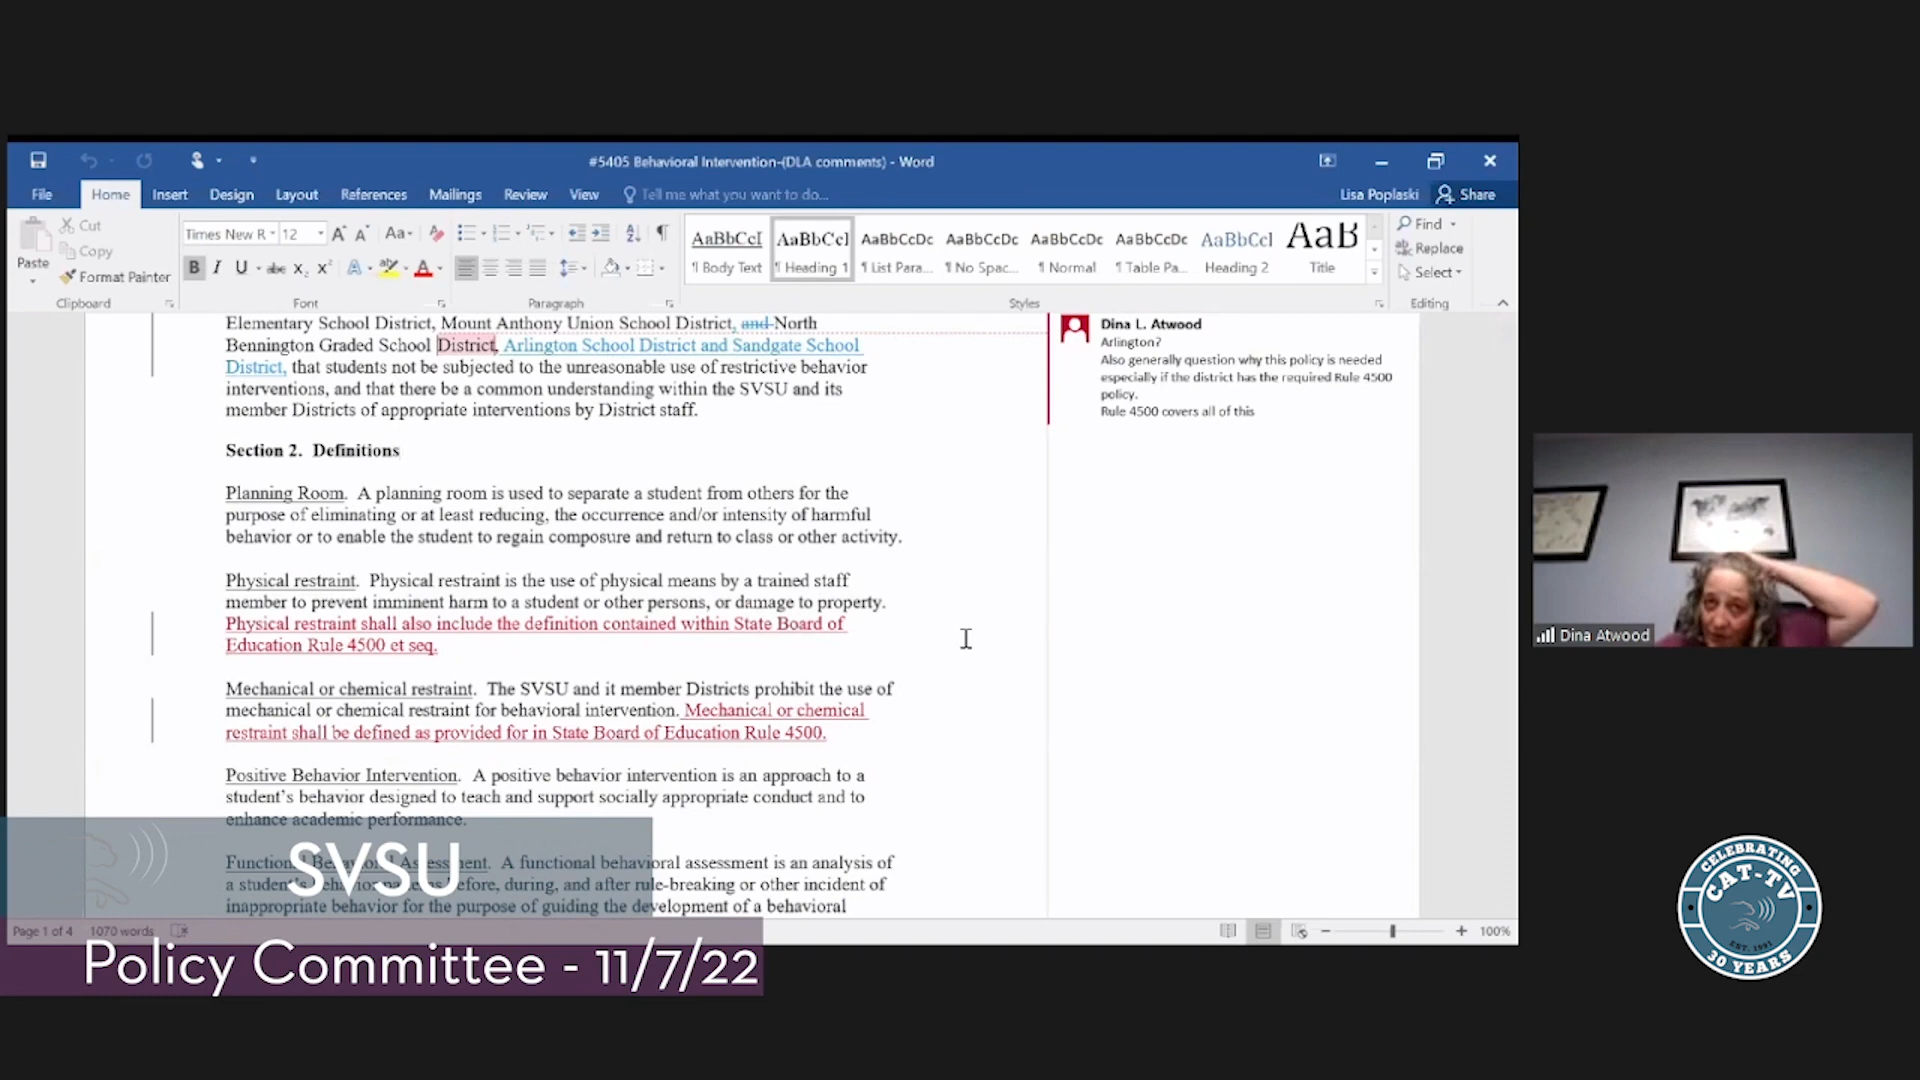 #5405 Behavioral Intervention-(DLA comments) - Word
File Home Insert Design Layout References Mailings Review View Tell me what you want to do... Lisa Poplaski Share
Paste
Cut
Copy
Format Painter
Clipboard
Times New R 12
Font
Paragraph
AaBbCcI AaBbCcI AaBbCcDc AaBbCcDc AaBbCcDc AaBbCcDc AaBbCcI AaB
¶ Body Text ¶ Heading 1 ¶ List Para... ¶ No Spac... ¶ Normal ¶ Table Pa... Heading 2 Title
Styles
Find
Replace
Select
Editing
Elementary School District, Mount Anthony Union School District, and North
Bennington Graded School District, Arlington School District and Sandgate School
District, that students not be subjected to the unreasonable use of restrictive behavior
interventions, and that there be a common understanding within the SVSU and its
member Districts of appropriate interventions by District staff.
Section 2. Definitions
Planning Room. A planning room is used to separate a student from others for the
purpose of eliminating or at least reducing, the occurrence and/or intensity of harmful
behavior or to enable the student to regain composure and return to class or other activity.
Physical restraint. Physical restraint is the use of physical means by a trained staff
member to prevent imminent harm to a student or other persons, or damage to property.
Physical restraint shall also include the definition contained within State Board of
Education Rule 4500 et seq.
Mechanical or chemical restraint. The SVSU and it member Districts prohibit the use of
mechanical or chemical restraint for behavioral intervention. Mechanical or chemical
restraint shall be defined as provided for in State Board of Education Rule 4500.
Positive Behavior Intervention. A positive behavior intervention is an approach to a
student's behavior designed to teach and support socially appropriate conduct and to
enhance academic performance.
Functional Behavioral Assessment. A functional behavioral assessment is an analysis of
a student's behavior patterns before, during, and after rule-breaking or other incident of
inappropriate behavior for the purpose of guiding the development of a behavioral
Dina L. Atwood
Arlington?
Also generally question why this policy is needed
especially if the district has the required Rule 4500
policy.
Rule 4500 covers all of this
Page 1 of 4 1070 words
100%
SVSU
Policy Committee - 11/7/22
Dina Atwood
CELEBRATING
CAT-TV
EST. 1991
30 YEARS